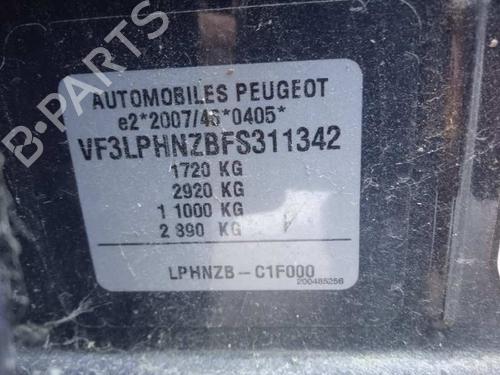 AUTOMOBILES PEUGEOT
e2*2007/46*0405*
VF3LPHNZBFS311342
1720 KG
2920 KG
1 1000 KG
2 890 KG
LPHNZB-C1F000
200485256
B-PARTS